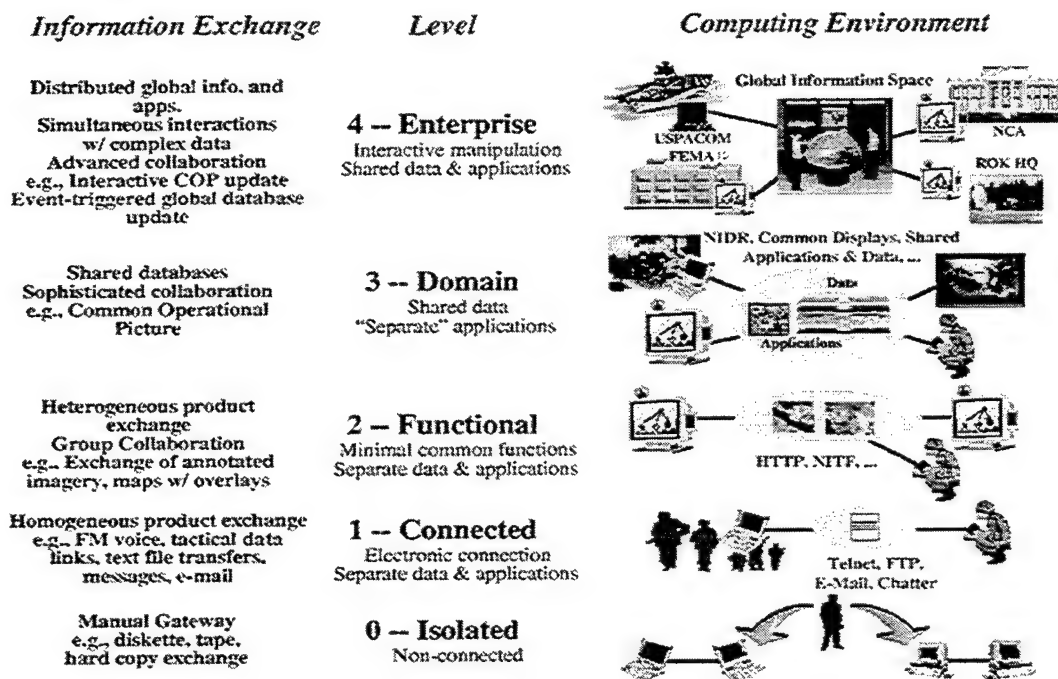 Information Exchange
Level
Computing Environment
Distributed global info. and
apps.
Simultaneous interactions
w/ complex data
Advanced collaboration
e.g., Interactive COP update
Event-triggered global database
update
4 -- Enterprise
Interactive manipulation
Shared data & applications
Global Information Space
USPACOM
FEMA
NCA
ROK HQ
Shared databases
Sophisticated collaboration
e.g., Common Operational
Picture
3 -- Domain
Shared data
“Separate” applications
NIDR, Common Displays, Shared
Applications & Data, ...
Data
Applications
Heterogeneous product
exchange
Group Collaboration
e.g., Exchange of annotated
imagery, maps w/ overlays
2 -- Functional
Minimal common functions
Separate data & applications
HTTP, NITF, ...
Homogeneous product exchange
e.g., FM voice, tactical data
links, text file transfers,
messages, e-mail
1 -- Connected
Electronic connection
Separate data & applications
Telnet, FTP,
E-Mail, Chatter
Manual Gateway
e.g., diskette, tape,
hard copy exchange
0 -- Isolated
Non-connected